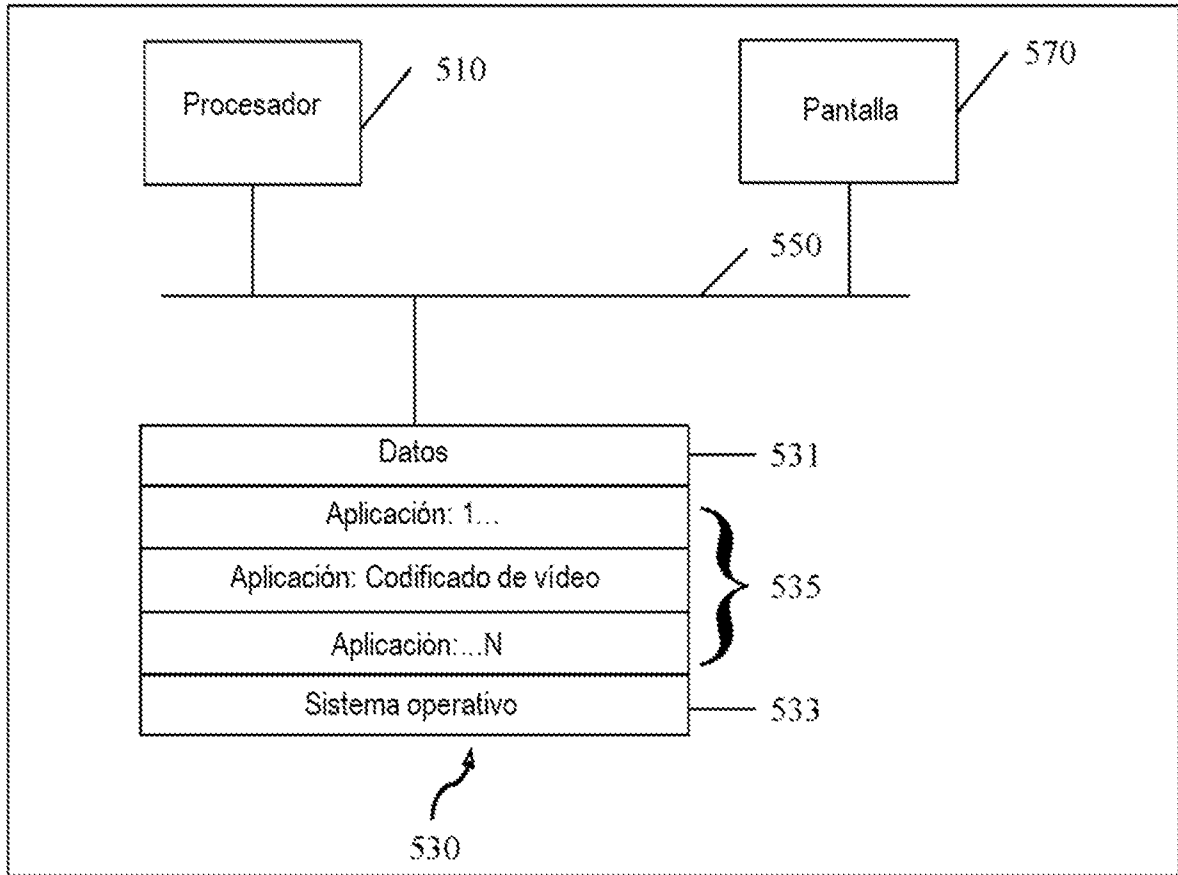 Procesador
510
Pantalla
570
550
Datos
531
Aplicación: 1...
Aplicación: Codificado de vídeo
535
Aplicación:...N
Sistema operativo
533
530